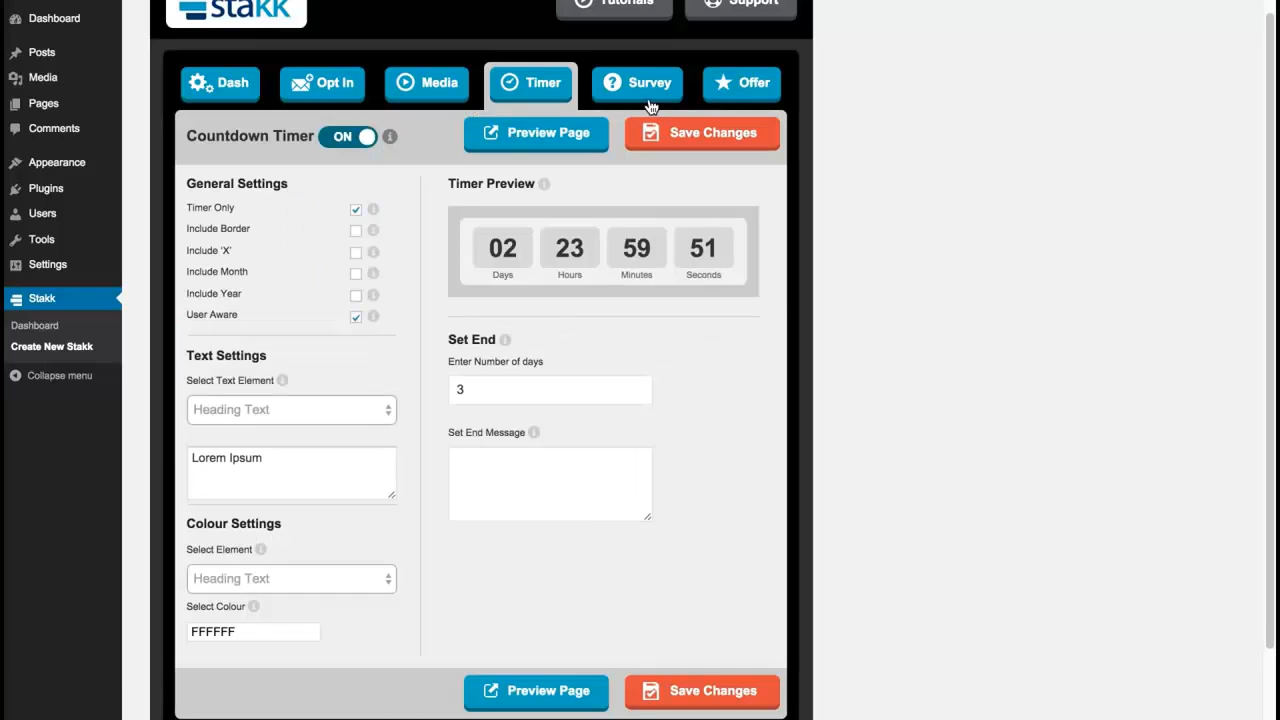 Dashboard
Posts
Media
Pages
Comments
Appearance
Plugins
Users
Tools
Settings
Stakk
Dashboard
Create New Stakk
Collapse menu
stakk
Tutorials
Support
Dash
Opt In
Media
Timer
Survey
Offer
Countdown Timer ON
Preview Page
Save Changes
General Settings
Timer Only
Include Border
Include 'X'
Include Month
Include Year
User Aware
Text Settings
Select Text Element
Heading Text
Lorem Ipsum
Colour Settings
Select Element
Heading Text
Select Colour
FFFFFF
Timer Preview
02 23 59 51
Days Hours Minutes Seconds
Set End
Enter Number of days
3
Set End Message
Preview Page
Save Changes